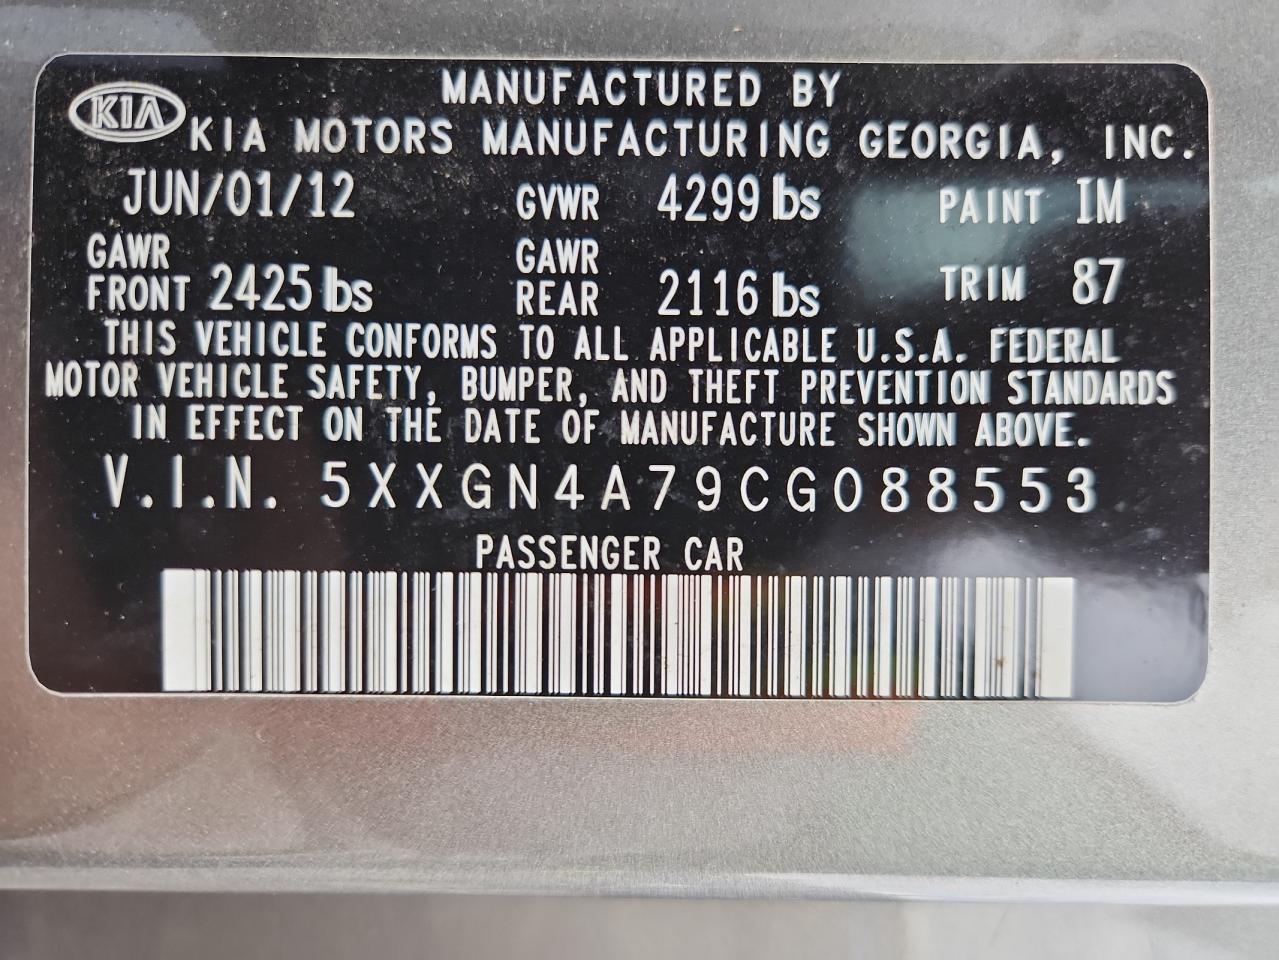 MANUFACTURED BY
KIA KIA MOTORS MANUFACTURING GEORGIA, INC.
JUN/01/12 GVWR 4299 lbs PAINT IM
GAWR FRONT 2425 lbs GAWR REAR 2116 lbs TRIM 87
THIS VEHICLE CONFORMS TO ALL APPLICABLE U.S.A. FEDERAL
MOTOR VEHICLE SAFETY, BUMPER, AND THEFT PREVENTION STANDARDS
IN EFFECT ON THE DATE OF MANUFACTURE SHOWN ABOVE.
V.I.N. 5XXGN4A79CG088553
PASSENGER CAR